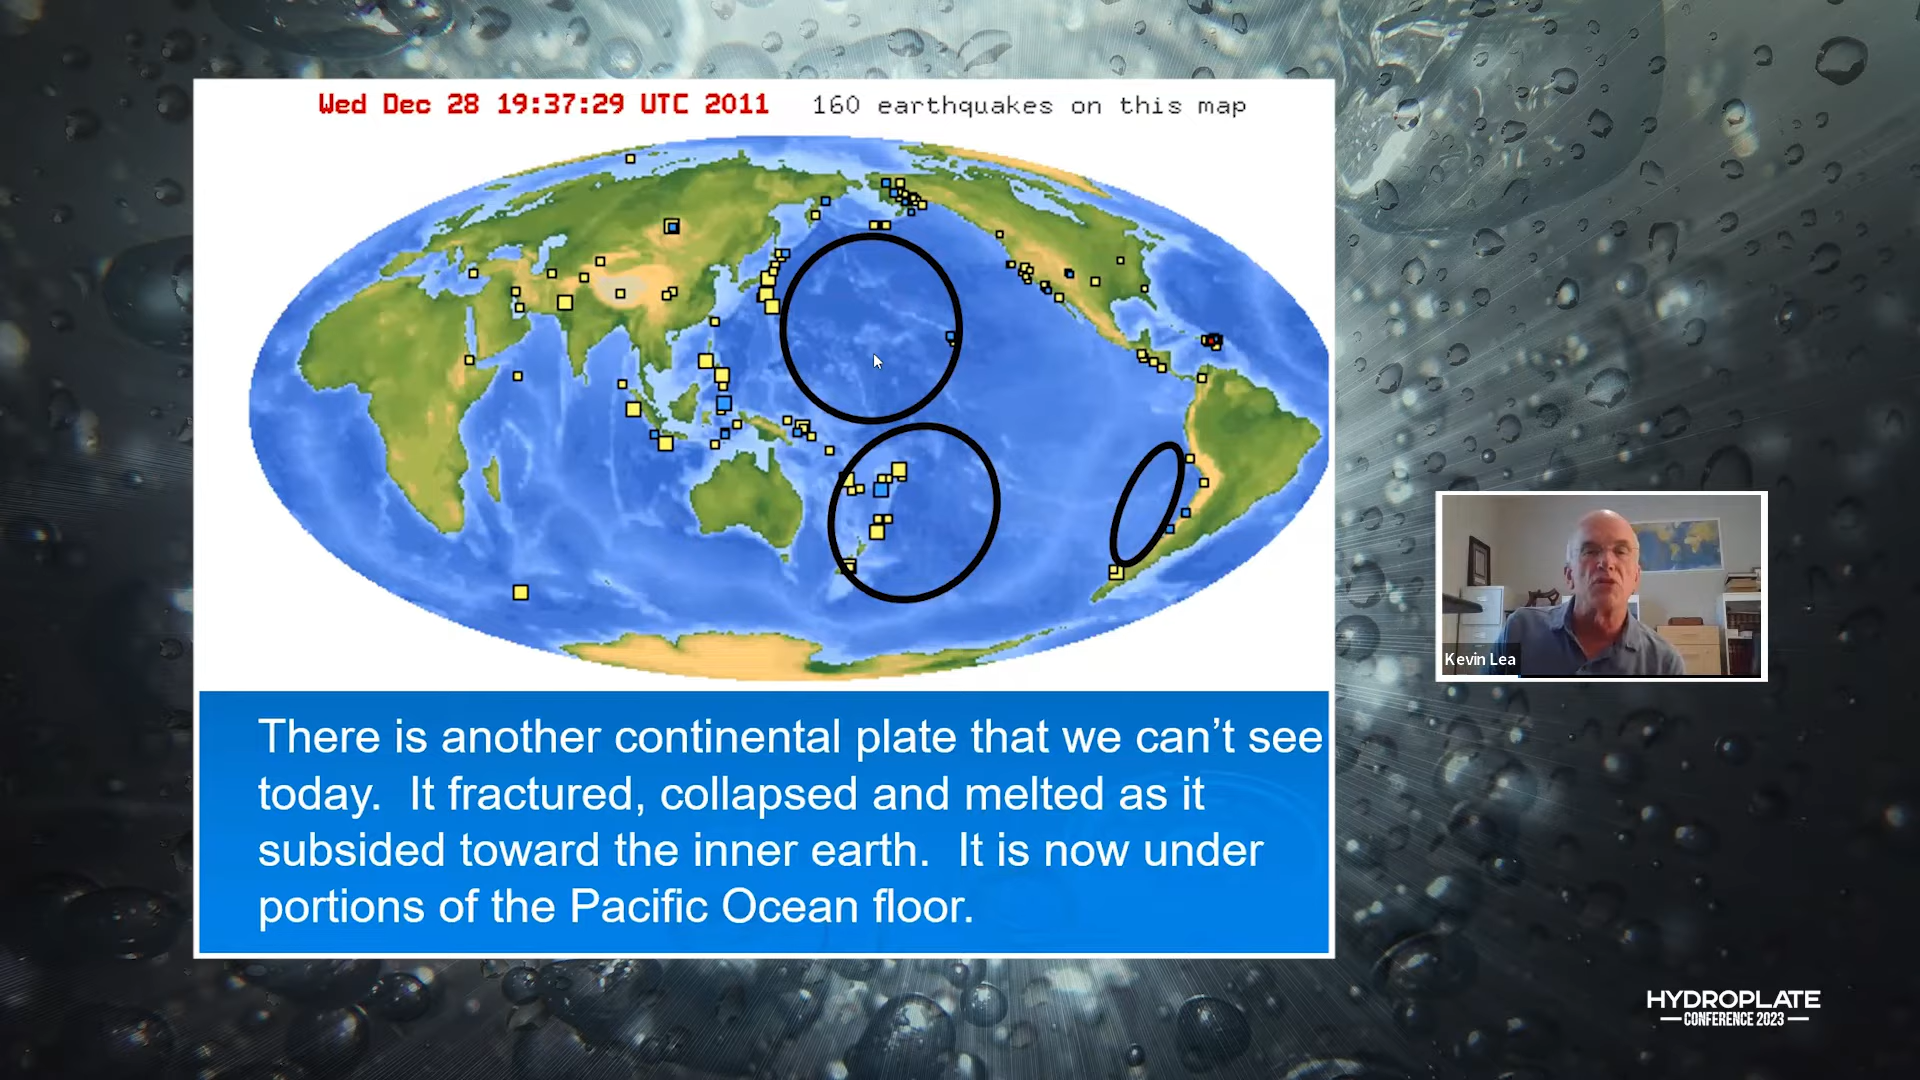 Wed Dec 28 19:37:29 UTC 2011 160 earthquakes on this map
There is another continental plate that we can’t see
today.  It fractured, collapsed and melted as it
subsided toward the inner earth.  It is now under
portions of the Pacific Ocean floor.
Kevin Lea
HYDROPLATE
CONFERENCE 2023